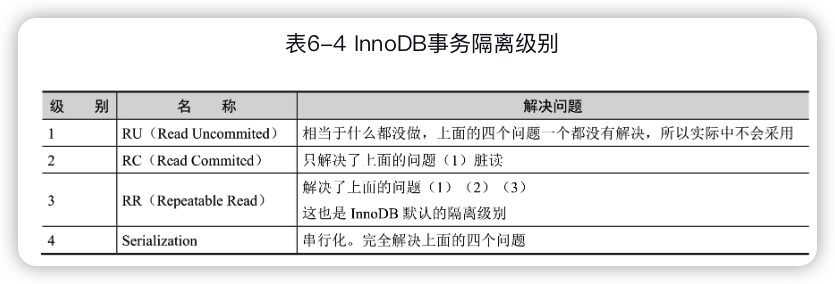 表6-4 InnoDB事务隔离级别
级 别 名 称 解决问题
1 RU（Read Uncommited） 相当于什么都没做，上面的四个问题一个都没有解决，所以实际中不会采用
2 RC（Read Commited） 只解决了上面的问题（1）脏读
3 RR（Repeatable Read） 解决了上面的问题（1）（2）（3）
这也是 InnoDB 默认的隔离级别
4 Serialization 串行化。完全解决上面的四个问题